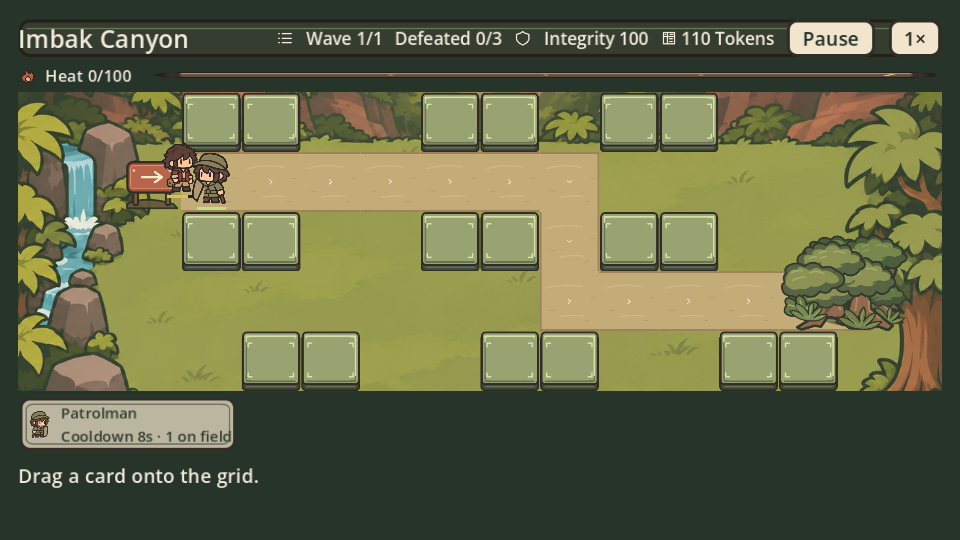 Imbak Canyon
Wave 1/1 Defeated 0/3 Integrity 100 110 Tokens Pause 1×
Heat 0/100
Patrolman
Cooldown 8s · 1 on field
Drag a card onto the grid.